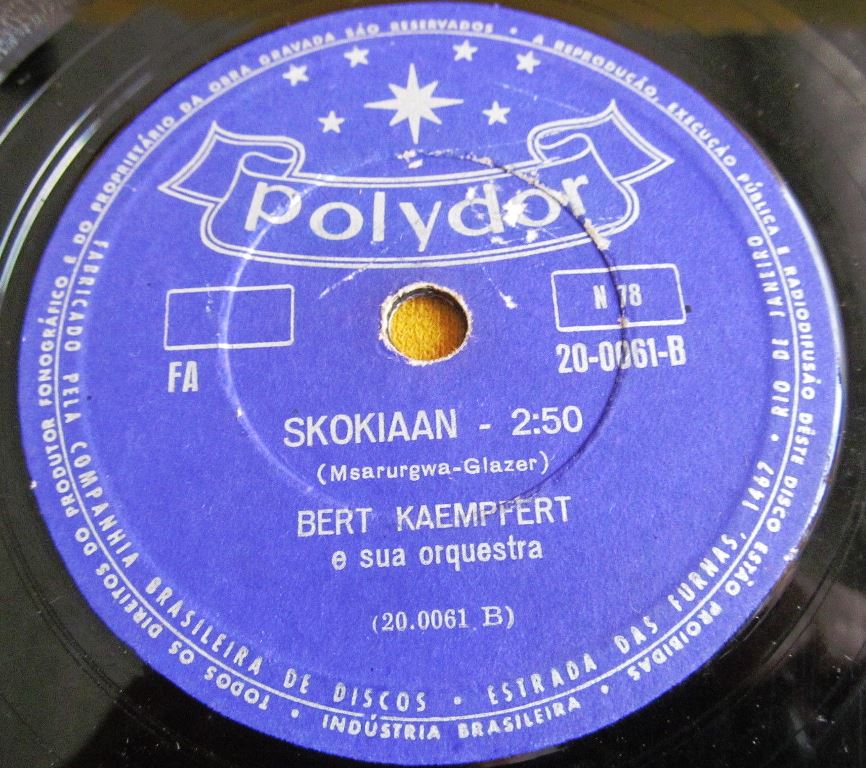 TODOS OS DIREITOS DO PRODUTOR FONOGRÁFICO E DO PROPRIETÁRIO DA OBRA GRAVADA SÃO RESERVADOS • A REPRODUÇÃO, EXECUÇÃO PÚBLICA E RADIODIFUSÃO DÊSTE DISCO ESTÃO PROIBIDAS • INDÚSTRIA BRASILEIRA •
FABRICADO PELA COMPANHIA BRASILEIRA DE DISCOS • ESTRADA DAS FURNAS, 1467 • RIO DE JANEIRO
Polydor
N 78
FA
20-0061-B
SKOKIAAN - 2:50
(Msarurgwa-Glazer)
BERT KAEMPFERT
e sua orquestra
(20.0061 B)